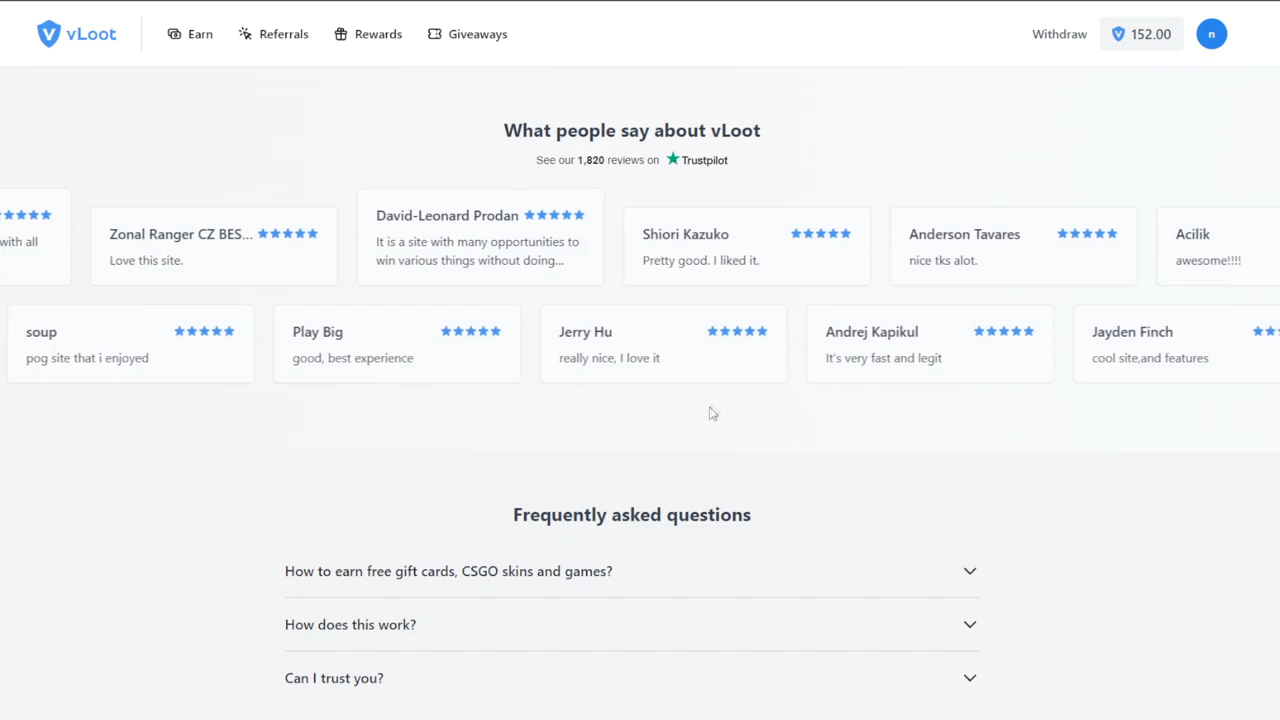 vLoot
Earn
Referrals
Rewards
Giveaways
Withdraw
152.00
n
What people say about vLoot
See our 1,820 reviews on Trustpilot
with all
Zonal Ranger CZ BES...
Love this site.
David-Leonard Prodan
It is a site with many opportunities to
win various things without doing...
Shiori Kazuko
Pretty good. I liked it.
Anderson Tavares
nice tks alot.
Acilik
awesome!!!!
soup
pog site that i enjoyed
Play Big
good, best experience
Jerry Hu
really nice, I love it
Andrej Kapikul
It's very fast and legit
Jayden Finch
cool site,and features
Frequently asked questions
How to earn free gift cards, CSGO skins and games?
How does this work?
Can I trust you?